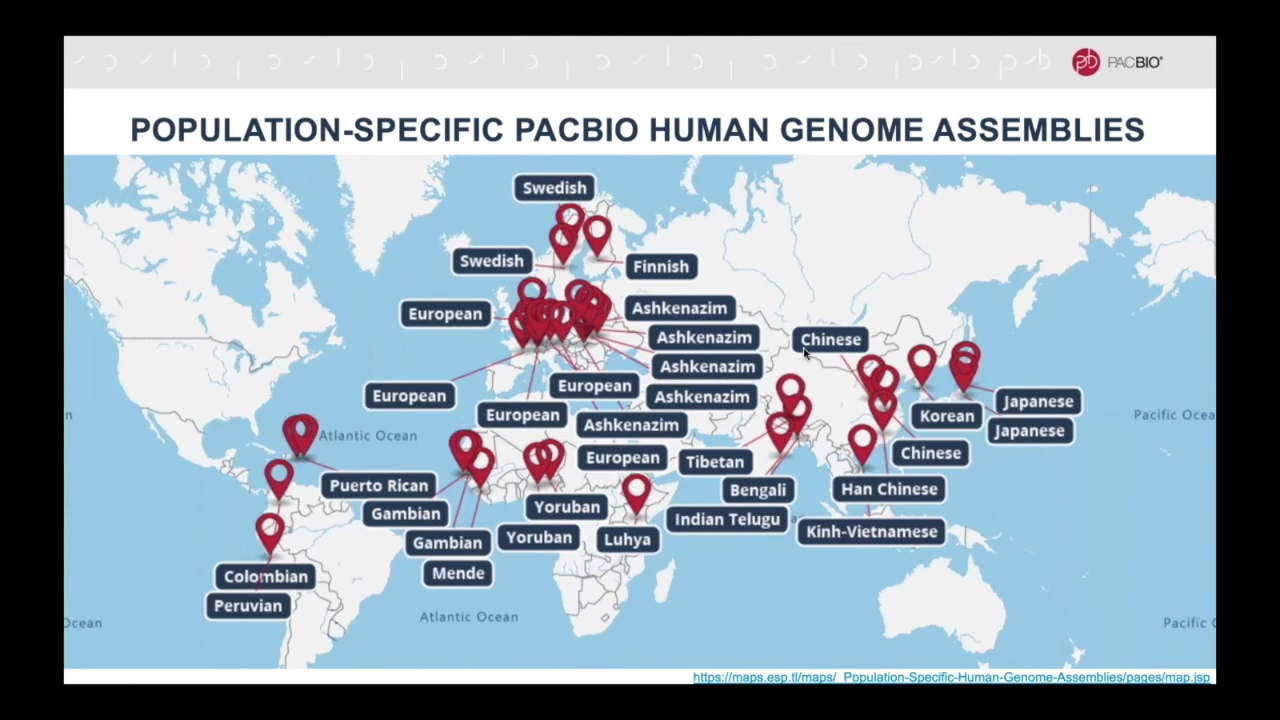 PACBIO®
POPULATION-SPECIFIC PACBIO HUMAN GENOME ASSEMBLIES
Swedish
Swedish
Finnish
European
Ashkenazim
Ashkenazim
Chinese
Ashkenazim
European
European
Ashkenazim
Japanese
European
Korean
Pacific Ocea
Ashkenazim
Japanese
Atlantic Ocean
European
Tibetan
Chinese
Puerto Rican
Bengali
Han Chinese
Gambian
Yoruban
Indian Telugu
Kinh-Vietnamese
Gambian
Yoruban
Luhya
Colombian
Mende
Peruvian
Atlantic Ocean
Ocean
Pacific O
https://maps.esp.tl/maps/_Population-Specific-Human-Genome-Assemblies/pages/map.jsp